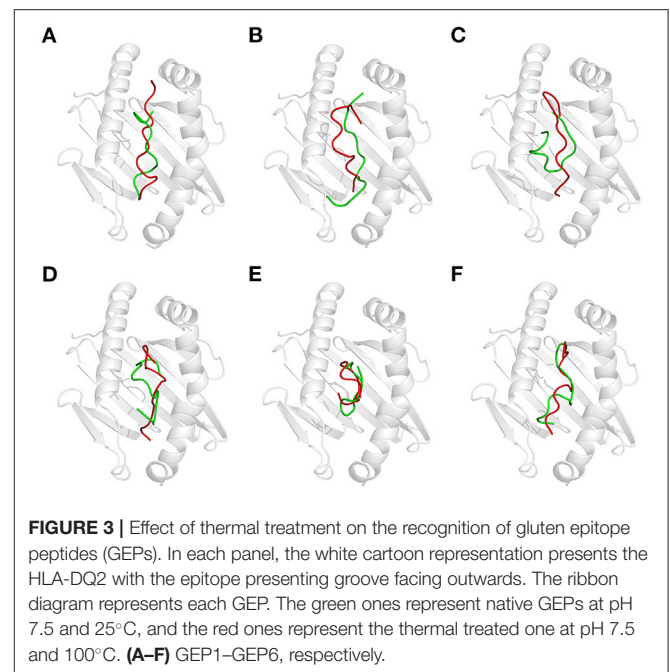 A
B
C
D
E
F
FIGURE 3 | Effect of thermal treatment on the recognition of gluten epitope
peptides (GEPs). In each panel, the white cartoon representation presents the
HLA-DQ2 with the epitope presenting groove facing outwards. The ribbon
diagram represents each GEP. The green ones represent native GEPs at pH
7.5 and 25°C, and the red ones represent the thermal treated one at pH 7.5
and 100°C. (A–F) GEP1–GEP6, respectively.